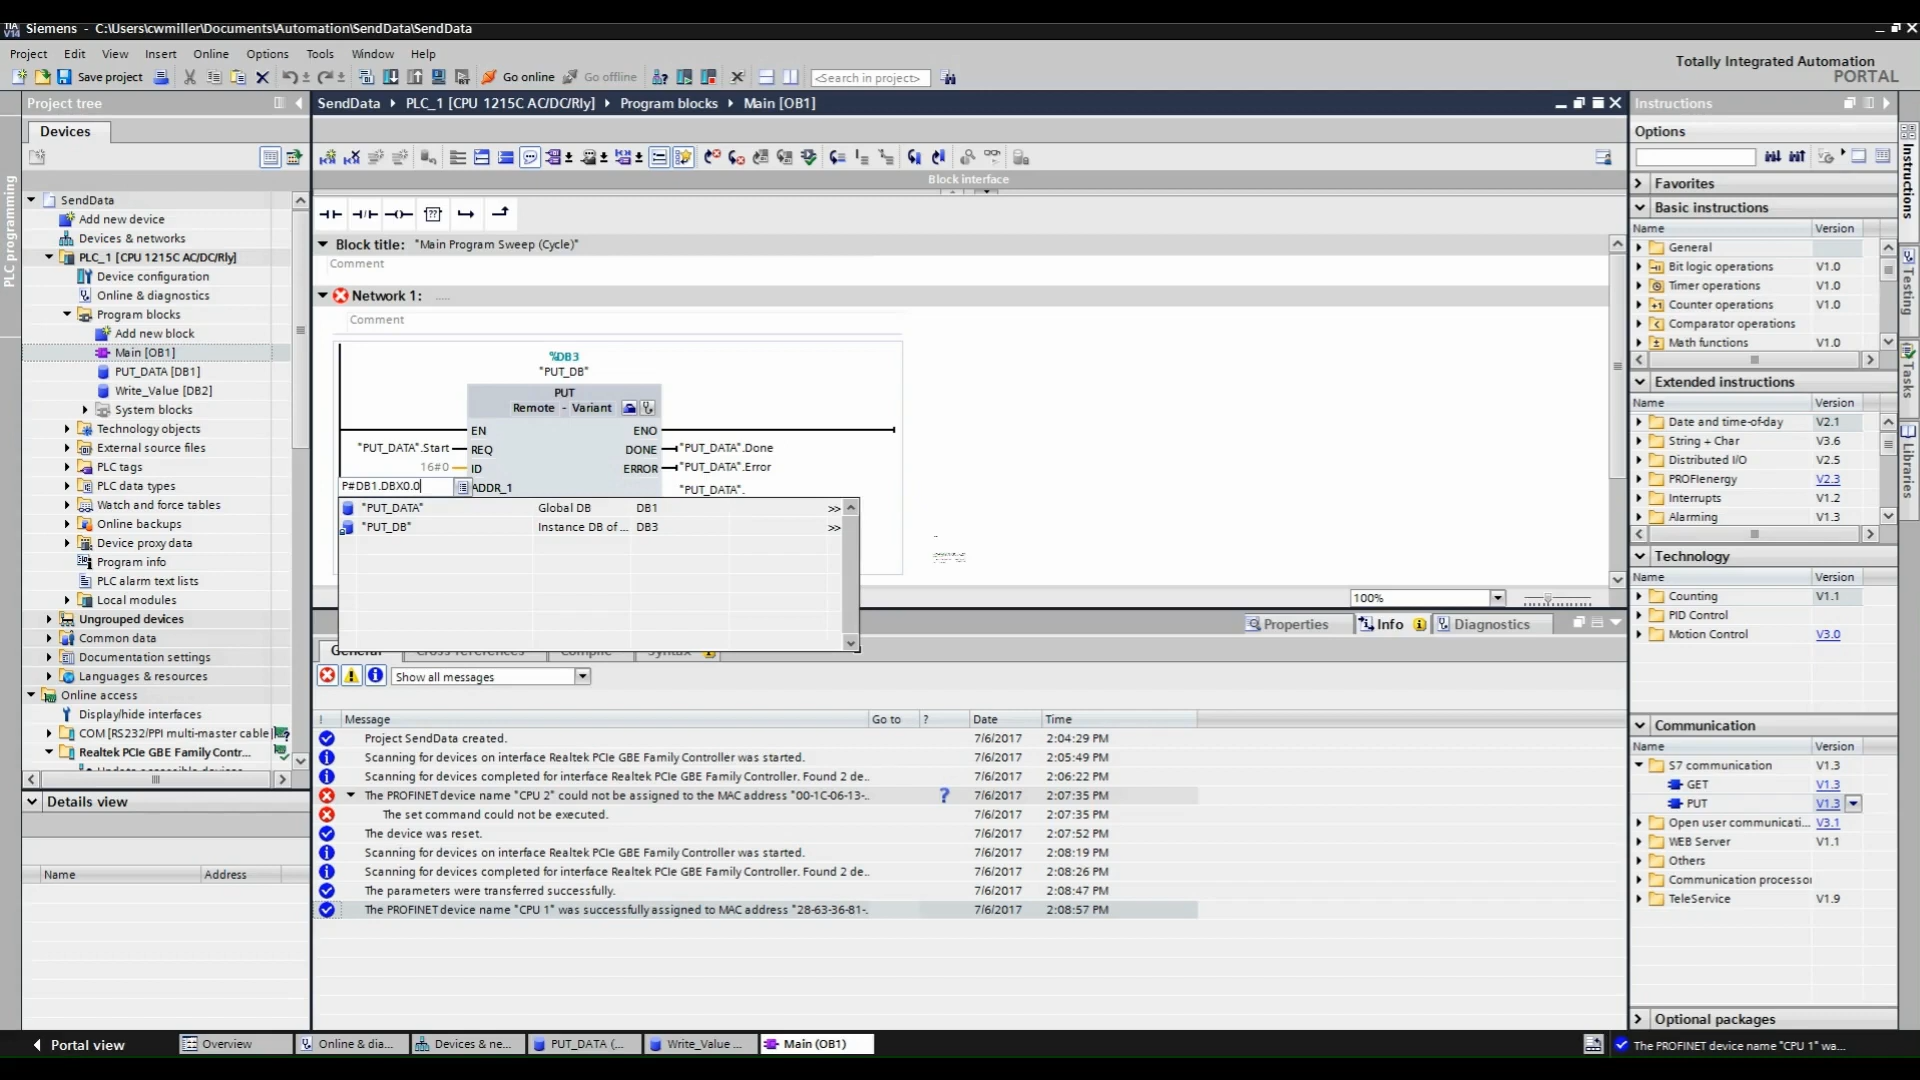 TIA V14 Siemens - C:\Users\cwmiller\Documents\Automation\SendData\SendData
Project Edit View Insert Online Options Tools Window Help
Totally Integrated Automation
PORTAL
Save project Go online Go offline <Search in project>
Project tree
SendData PLC_1 [CPU 1215C AC/DC/Rly] Program blocks Main [OB1]
Instructions
Devices
Options
PLC programming
Block interface
SendData
Add new device
Devices & networks
PLC_1 [CPU 1215C AC/DC/Rly]
Device configuration
Online & diagnostics
Program blocks
Add new block
Main [OB1]
PUT_DATA [DB1]
Write_Value [DB2]
System blocks
Technology objects
External source files
PLC tags
PLC data types
Watch and force tables
Online backups
Device proxy data
Program info
PLC alarm text lists
Local modules
Ungrouped devices
Common data
Documentation settings
Languages & resources
Online access
Display/hide interfaces
COM [RS232/PPI multi-master cable]
Realtek PCIe GBE Family Contr...
Details view
Name Address
Block title: "Main Program Sweep (Cycle)"
Comment
Network 1: .....
Comment
%DB3
"PUT_DB"
PUT
Remote - Variant
EN ENO
"PUT_DATA".Start REQ DONE "PUT_DATA".Done
16#0 ID ERROR "PUT_DATA".Error
P#DB1.DBX0.0 ADDR_1 "PUT_DATA".
"PUT_DATA" Global DB DB1 >>
"PUT_DB" Instance DB of ... DB3 >>
100%
Properties Info Diagnostics
General Cross-references Compile Syntax
Show all messages
! Message Go to ? Date Time
Project SendData created. 7/6/2017 2:04:29 PM
Scanning for devices on interface Realtek PCIe GBE Family Controller was started. 7/6/2017 2:05:49 PM
Scanning for devices completed for interface Realtek PCIe GBE Family Controller. Found 2 de.. 7/6/2017 2:06:22 PM
The PROFINET device name "CPU 2" could not be assigned to the MAC address "00-1C-06-13-.. ? 7/6/2017 2:07:35 PM
The set command could not be executed. 7/6/2017 2:07:35 PM
The device was reset. 7/6/2017 2:07:52 PM
Scanning for devices on interface Realtek PCIe GBE Family Controller was started. 7/6/2017 2:08:19 PM
Scanning for devices completed for interface Realtek PCIe GBE Family Controller. Found 2 de.. 7/6/2017 2:08:26 PM
The parameters were transferred successfully. 7/6/2017 2:08:47 PM
The PROFINET device name "CPU 1" was successfully assigned to MAC address "28-63-36-81-. 7/6/2017 2:08:57 PM
Favorites
Basic instructions
Name Version
General
Bit logic operations V1.0
Timer operations V1.0
Counter operations V1.0
Comparator operations
Math functions V1.0
Extended instructions
Name Version
Date and time-of-day V2.1
String + Char V3.6
Distributed I/O V2.5
PROFIenergy V2.3
Interrupts V1.2
Alarming V1.3
Technology
Name Version
Counting V1.1
PID Control
Motion Control V3.0
Communication
Name Version
S7 communication V1.3
GET V1.3
PUT V1.3
Open user communicati... V3.1
WEB Server V1.1
Others
Communication processor
TeleService V1.9
Optional packages
Instructions
Testing
Tasks
Libraries
Portal view Overview Online & dia... Devices & ne... PUT_DATA (... Write_Value ... Main (OB1) The PROFINET device name "CPU 1" wa...